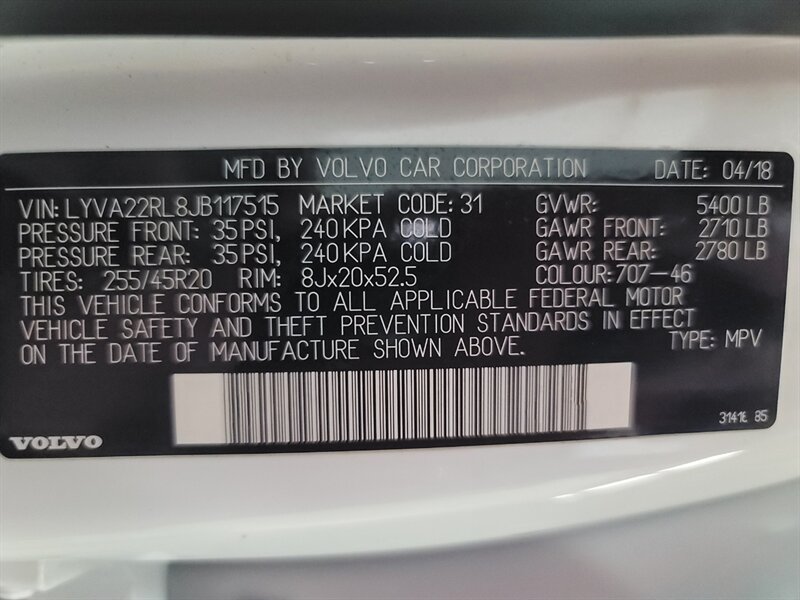 MFD BY VOLVO CAR CORPORATION DATE: 04/18
VIN: LYVA22RL8JB117515 MARKET CODE: 31 GVWR: 5400 LB
PRESSURE FRONT: 35 PSI, 240 KPA COLD GAWR FRONT: 2710 LB
PRESSURE REAR: 35 PSI, 240 KPA COLD GAWR REAR: 2780 LB
TIRES: 255/45R20 RIM: 8Jx20x52.5 COLOUR: 707-46
THIS VEHICLE CONFORMS TO ALL APPLICABLE FEDERAL MOTOR
VEHICLE SAFETY AND THEFT PREVENTION STANDARDS IN EFFECT
ON THE DATE OF MANUFACTURE SHOWN ABOVE. TYPE: MPV
VOLVO 85